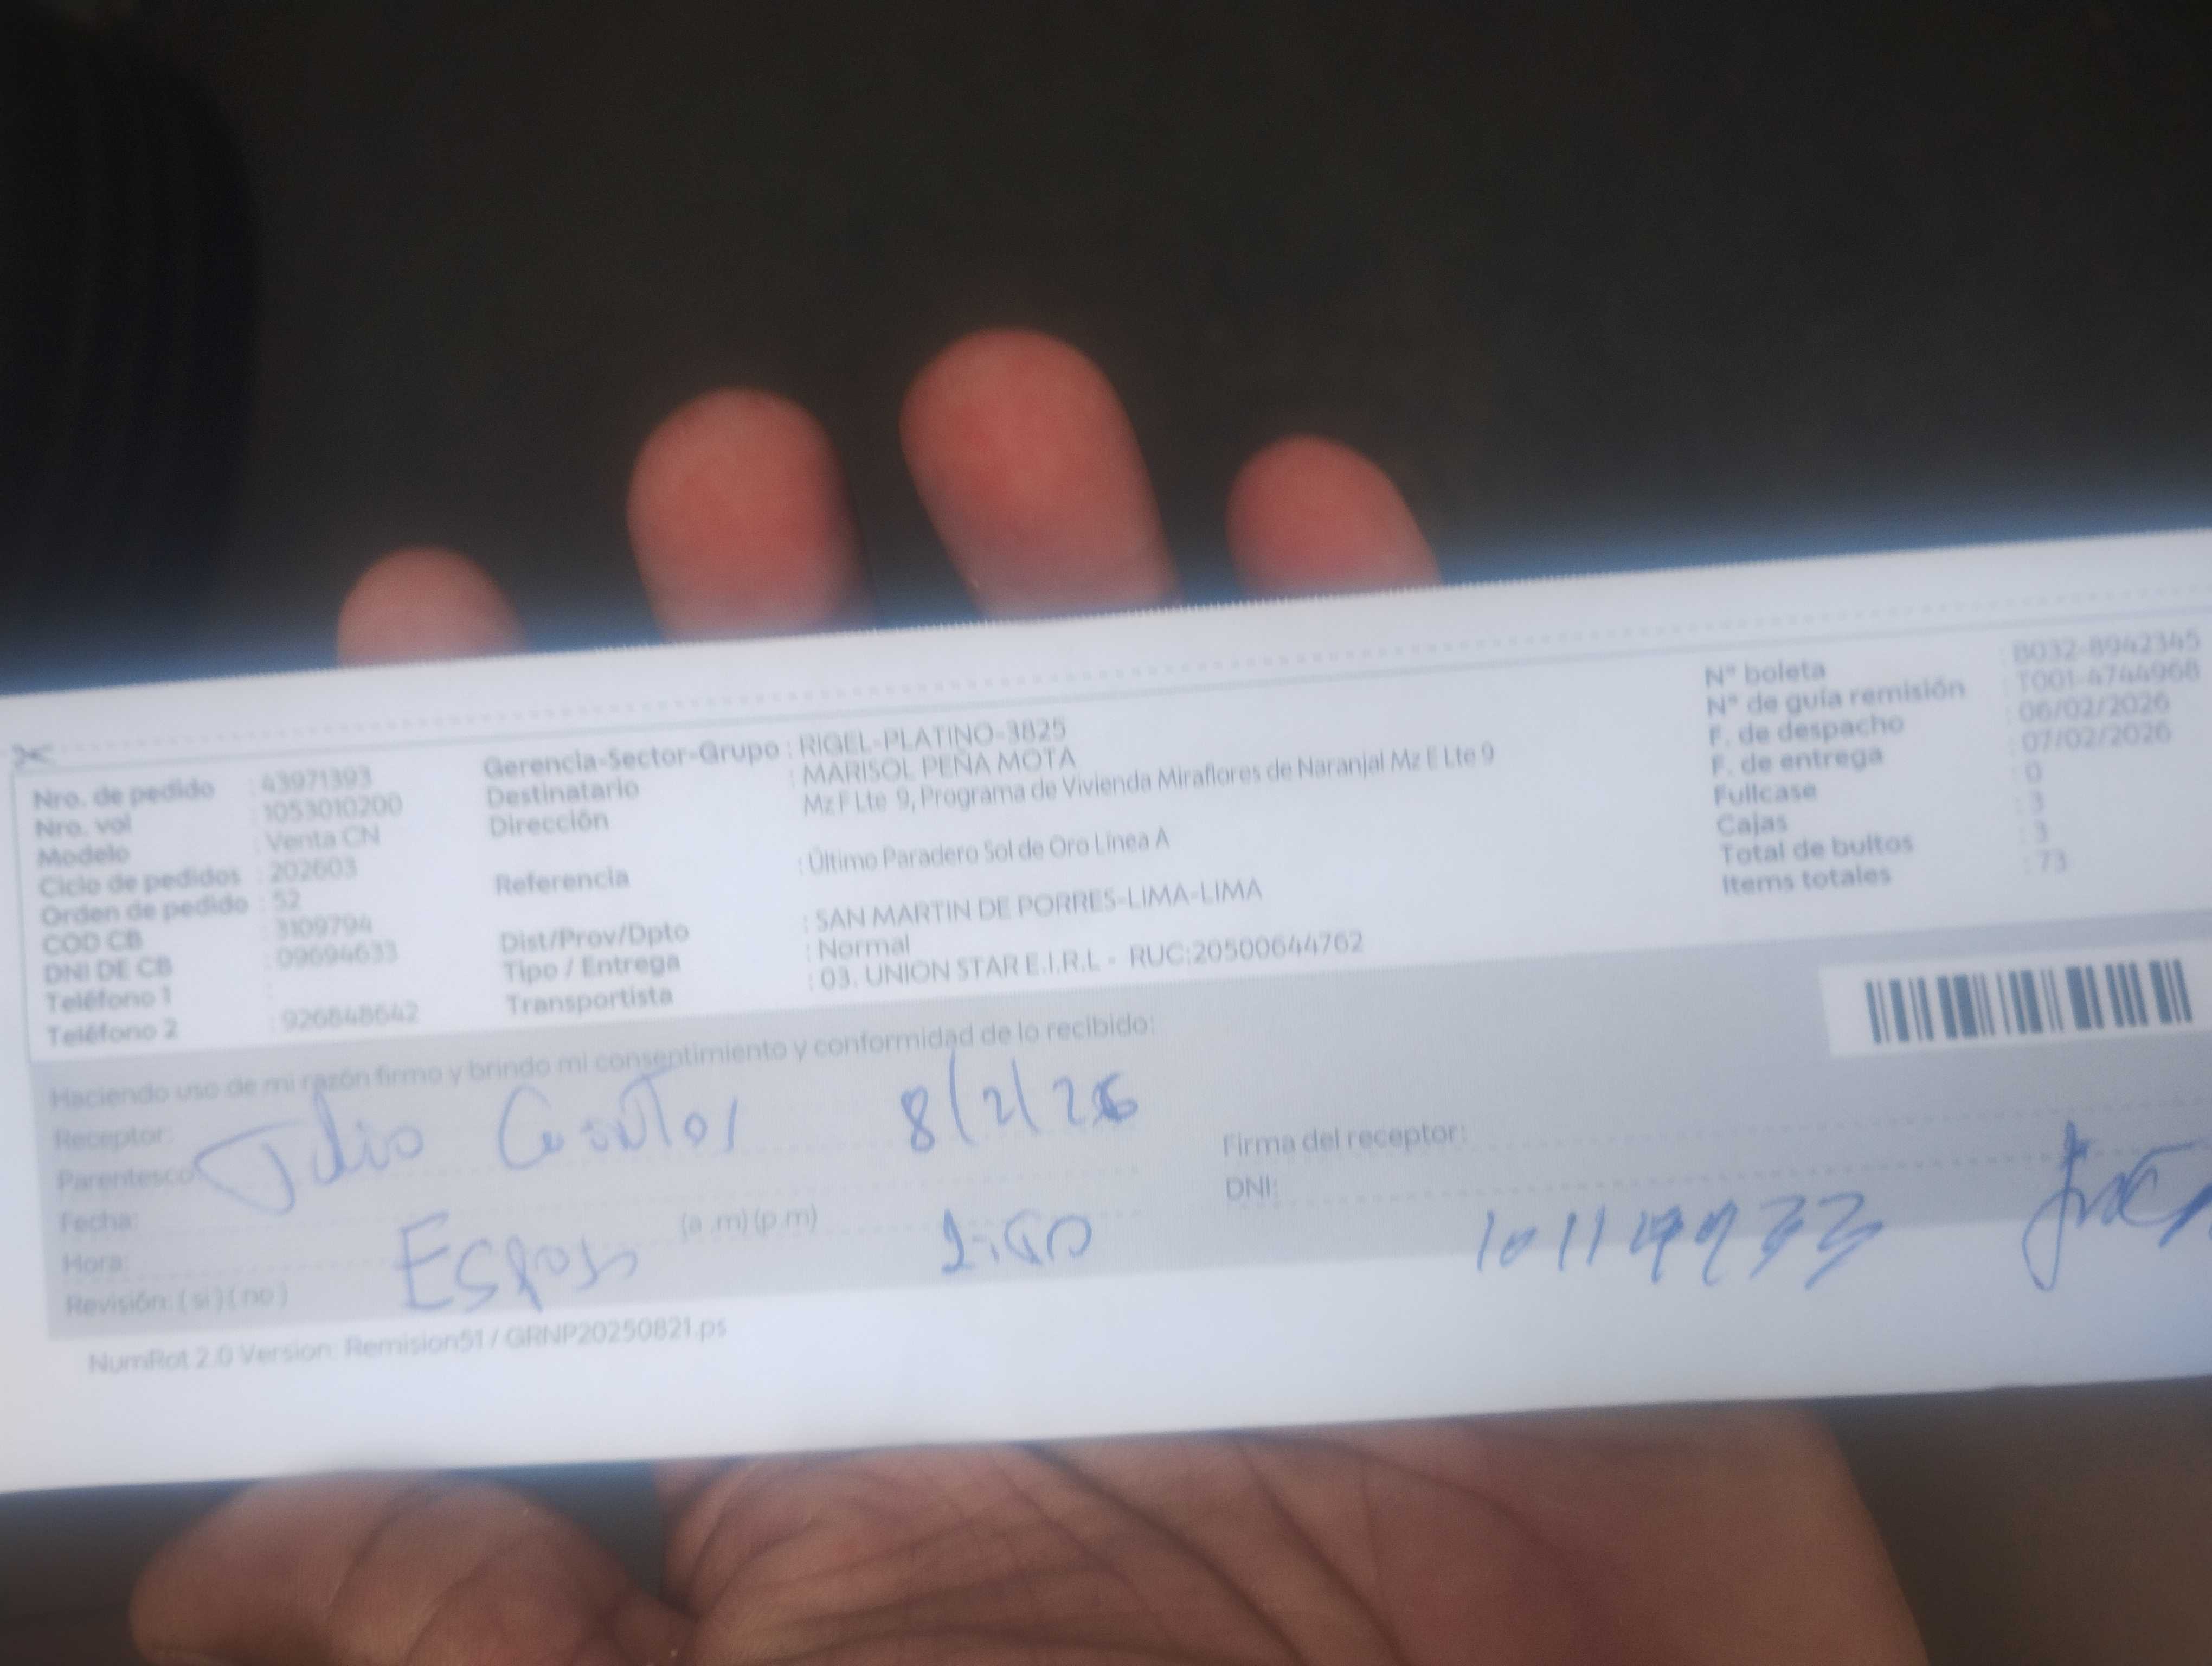 Nro. de pedido : 43971393
Nro. vol : 1053010200
Modelo : Venta CN
Ciclo de pedidos : 202603
Orden de pedido : 52
COD CB : 3109794
DNI DE CB : 09694633
Teléfono 1 :
Teléfono 2 : 926848642
Gerencia-Sector-Grupo : RIGEL-PLATINO-3825
Destinatario : MARISOL PEÑA MOTA
Dirección Mz F Lte 9, Programa de Vivienda Miraflores de Naranjal Mz E Lte 9
Referencia : Último Paradero Sol de Oro Línea A
Dist/Prov/Dpto : SAN MARTIN DE PORRES-LIMA-LIMA
Tipo / Entrega : Normal
Transportista : 03. UNION STAR E.I.R.L - RUC:20500644762
N° boleta : B032-8942345
N° de guía remisión : T001-4744968
F. de despacho : 06/02/2026
F. de entrega : 07/02/2026
Fullcase : 0
Cajas : 3
Total de bultos : 3
Items totales : 73
Haciendo uso de mi razón firmo y brindo mi consentimiento y conformidad de lo recibido:
Receptor: Julio 8/2/26
Parentesco
Fecha:
Hora: (a .m) (p.m)
Esposo
Revisión: ( si ) ( no )
Firma del receptor:
DNI:
NumRot 2.0 Version: Remision51 / GRNP20250821.ps